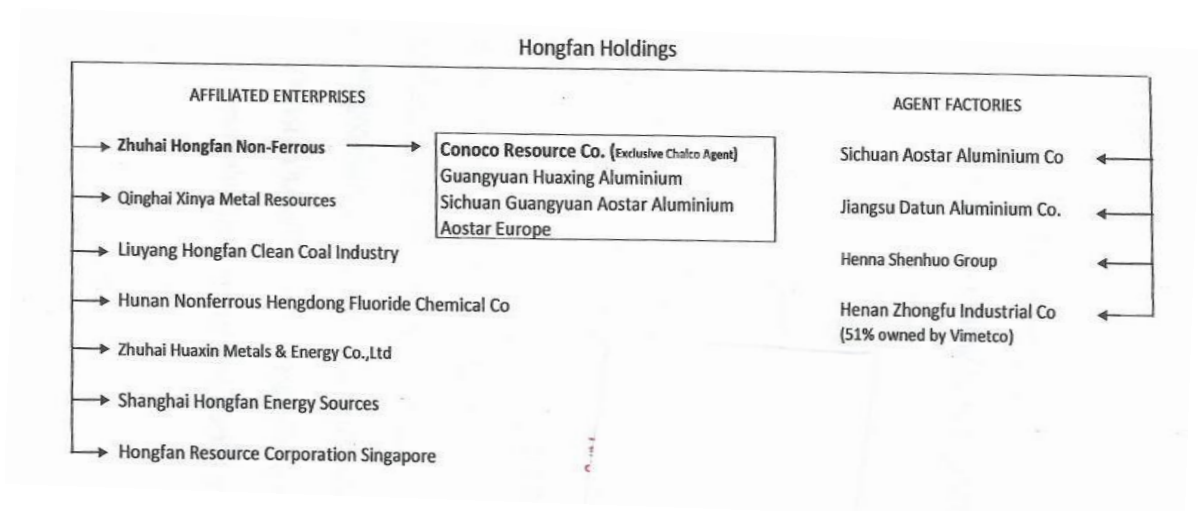 Hongfan Holdings
AFFILIATED ENTERPRISES
Zhuhai Hongfan Non-Ferrous
Conoco Resource Co. (Exclusive Chalco Agent)
Guangyuan Huaxing Aluminium
Sichuan Guangyuan Aostar Aluminium
Aostar Europe
Qinghai Xinya Metal Resources
Liuyang Hongfan Clean Coal Industry
Hunan Nonferrous Hengdong Fluoride Chemical Co
Zhuhai Huaxin Metals & Energy Co.,Ltd
Shanghai Hongfan Energy Sources
Hongfan Resource Corporation Singapore
AGENT FACTORIES
Sichuan Aostar Aluminium Co
Jiangsu Datun Aluminium Co.
Henna Shenhuo Group
Henan Zhongfu Industrial Co
(51% owned by Vimetco)